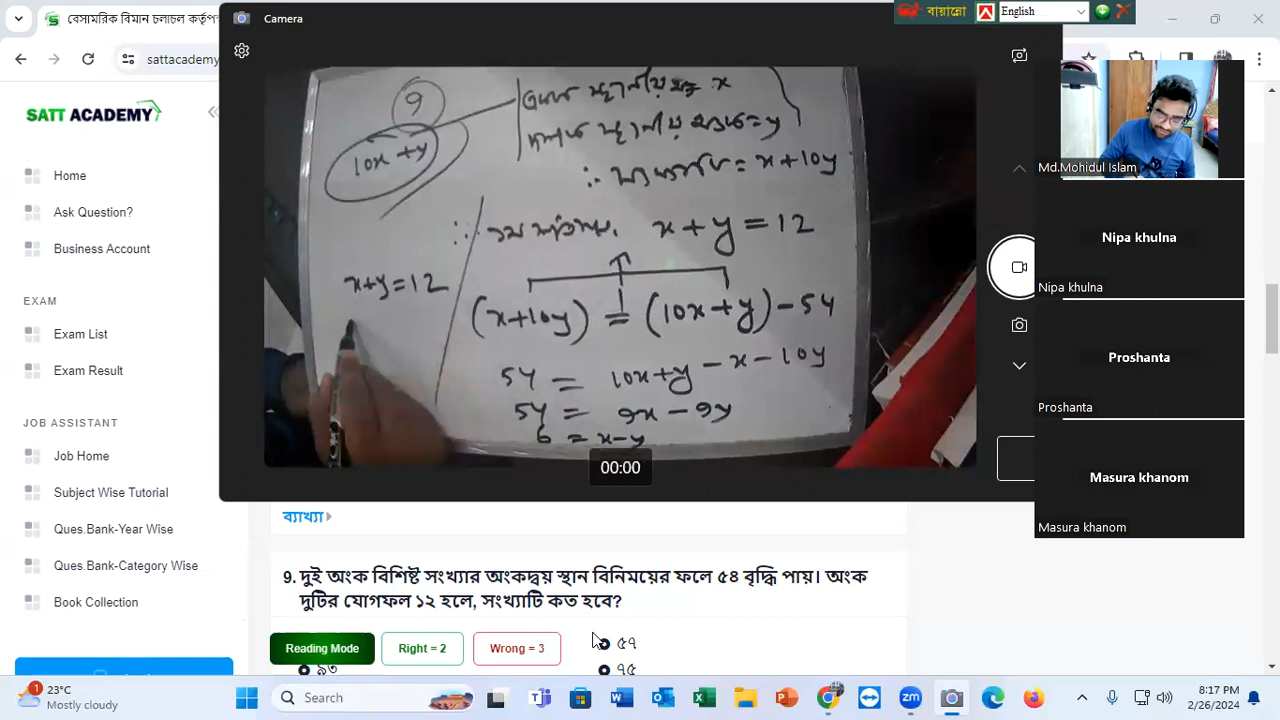 বেসামরিক বিমান চলাচল কর্তৃপ
Camera
বায়ান্নো
English
sattacademy
SATT ACADEMY
Home
Ask Question?
Business Account
EXAM
Exam List
Exam Result
JOB ASSISTANT
Job Home
Subject Wise Tutorial
Ques.Bank-Year Wise
Ques.Bank-Category Wise
Book Collection
9
10x + y
x
= y
∴ = x + 10y
x + y = 12
x + y = 12
(x + 10y) = (10x + y) - 54
54 = 10x + y - x - 10y
54 = 9x - 9y
6 = x - y
00:00
Md.Mohidul Islam
Nipa khulna
Nipa khulna
Proshanta
Proshanta
Masura khanom
Masura khanom
ব্যাখ্যা
9. দুই অংক বিশিষ্ট সংখ্যার অংকদ্বয় স্থান বিনিময়ের ফলে ৫৪ বৃদ্ধি পায়। অংক
দুটির যোগফল ১২ হলে, সংখ্যাটি কত হবে?
৫৭
Reading Mode
Right = 2
Wrong = 3
৯৩
৭৫
1
23°C
Mostly cloudy
Search
8:17 PM
2/26/2024